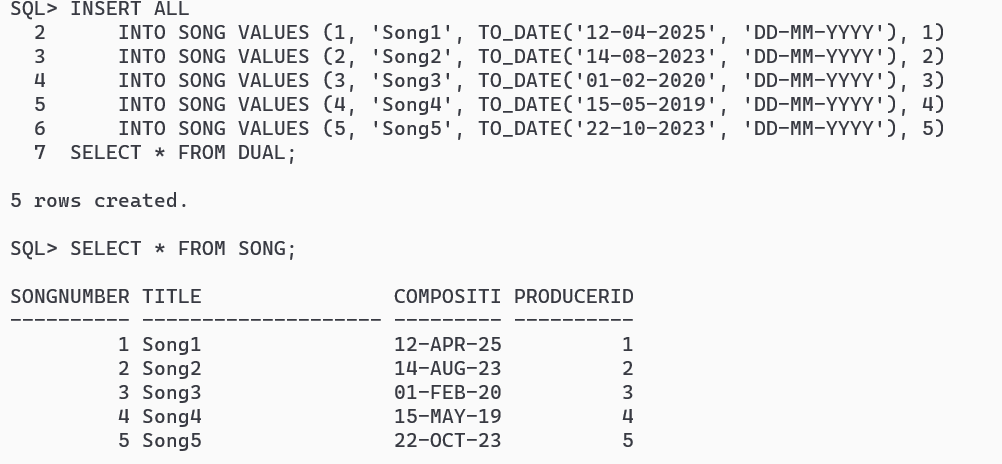 SQL> INSERT ALL
  2      INTO SONG VALUES (1, 'Song1', TO_DATE('12-04-2025', 'DD-MM-YYYY'), 1)
  3      INTO SONG VALUES (2, 'Song2', TO_DATE('14-08-2023', 'DD-MM-YYYY'), 2)
  4      INTO SONG VALUES (3, 'Song3', TO_DATE('01-02-2020', 'DD-MM-YYYY'), 3)
  5      INTO SONG VALUES (4, 'Song4', TO_DATE('15-05-2019', 'DD-MM-YYYY'), 4)
  6      INTO SONG VALUES (5, 'Song5', TO_DATE('22-10-2023', 'DD-MM-YYYY'), 5)
  7  SELECT * FROM DUAL;
5 rows created.
SQL> SELECT * FROM SONG;
SONGNUMBER TITLE                COMPOSITI PRODUCERID
---------- -------------------- --------- ----------
         1 Song1                12-APR-25          1
         2 Song2                14-AUG-23          2
         3 Song3                01-FEB-20          3
         4 Song4                15-MAY-19          4
         5 Song5                22-OCT-23          5